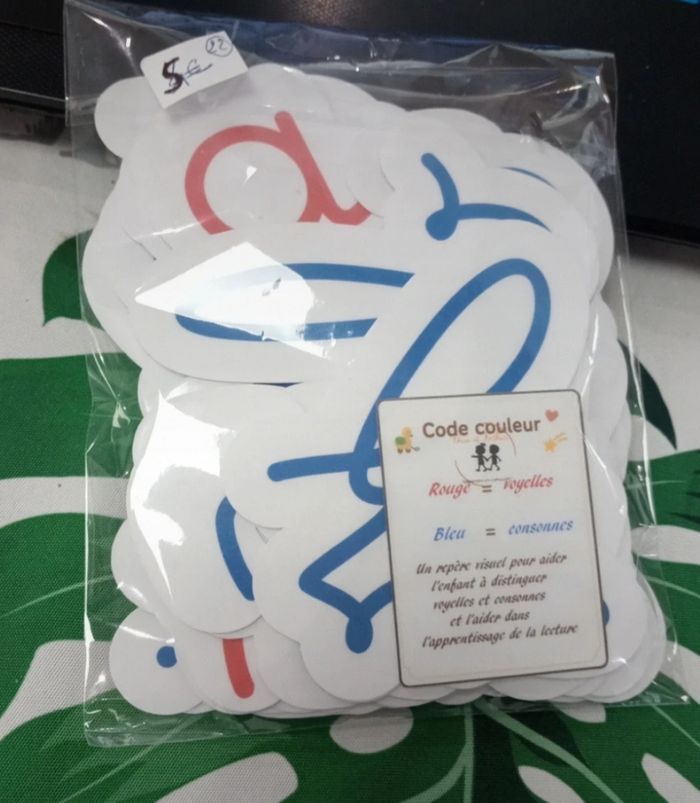 5€
22
a
Code couleur
Rouge = voyelles
Bleu = consonnes
Un repère visuel pour aider
l'enfant à distinguer
voyelles et consonnes
et l'aider dans
l'apprentissage de la lecture